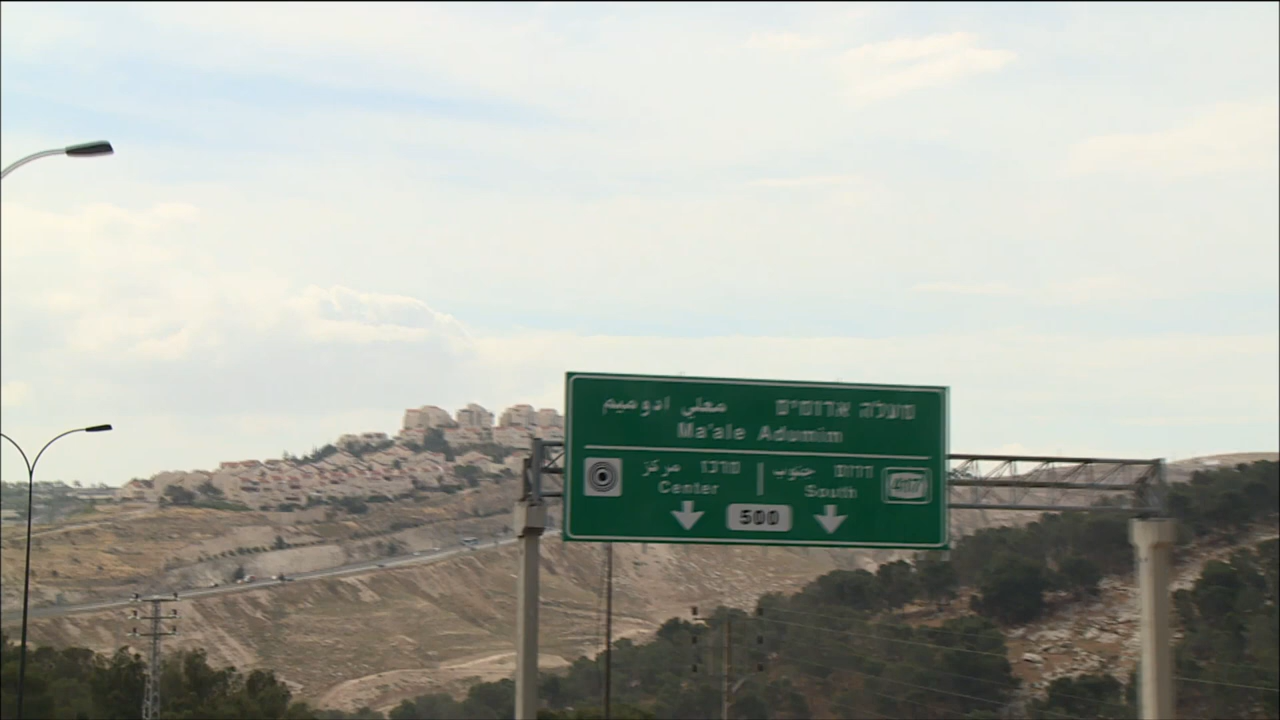 معلي ادوميم מעלה אדומים
Ma'ale Adumim
مركز מרכז جنوب דרום 417
Center South
500